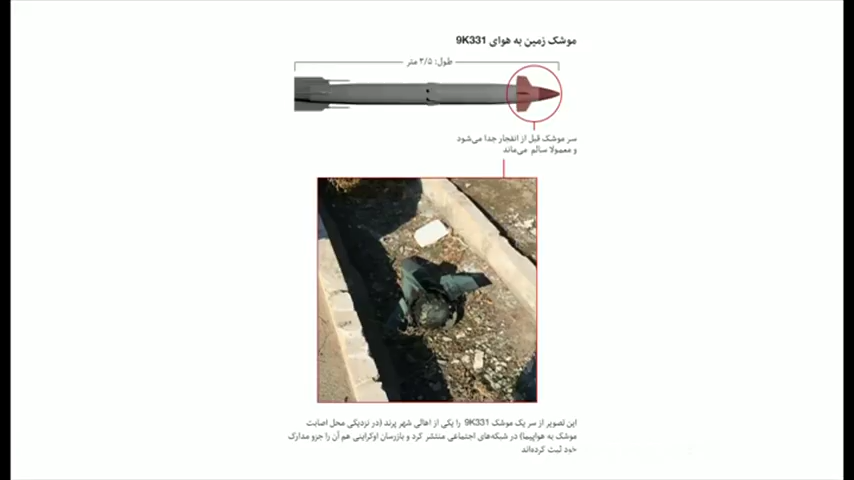 موشک زمین به هوای 9K331
طول: ۳/۵ متر
سر موشک قبل از انفجار جدا می‌شود
و معمولا سالم می‌ماند
این تصویر از سر یک موشک 9K331 را یکی از اهالی شهر پرند (در نزدیکی محل اصابت
موشک به هواپیما) در شبکه‌های اجتماعی منتشر کرد و بازرسان اوکراینی هم آن را جزو مدارک
خود ثبت کرده‌اند